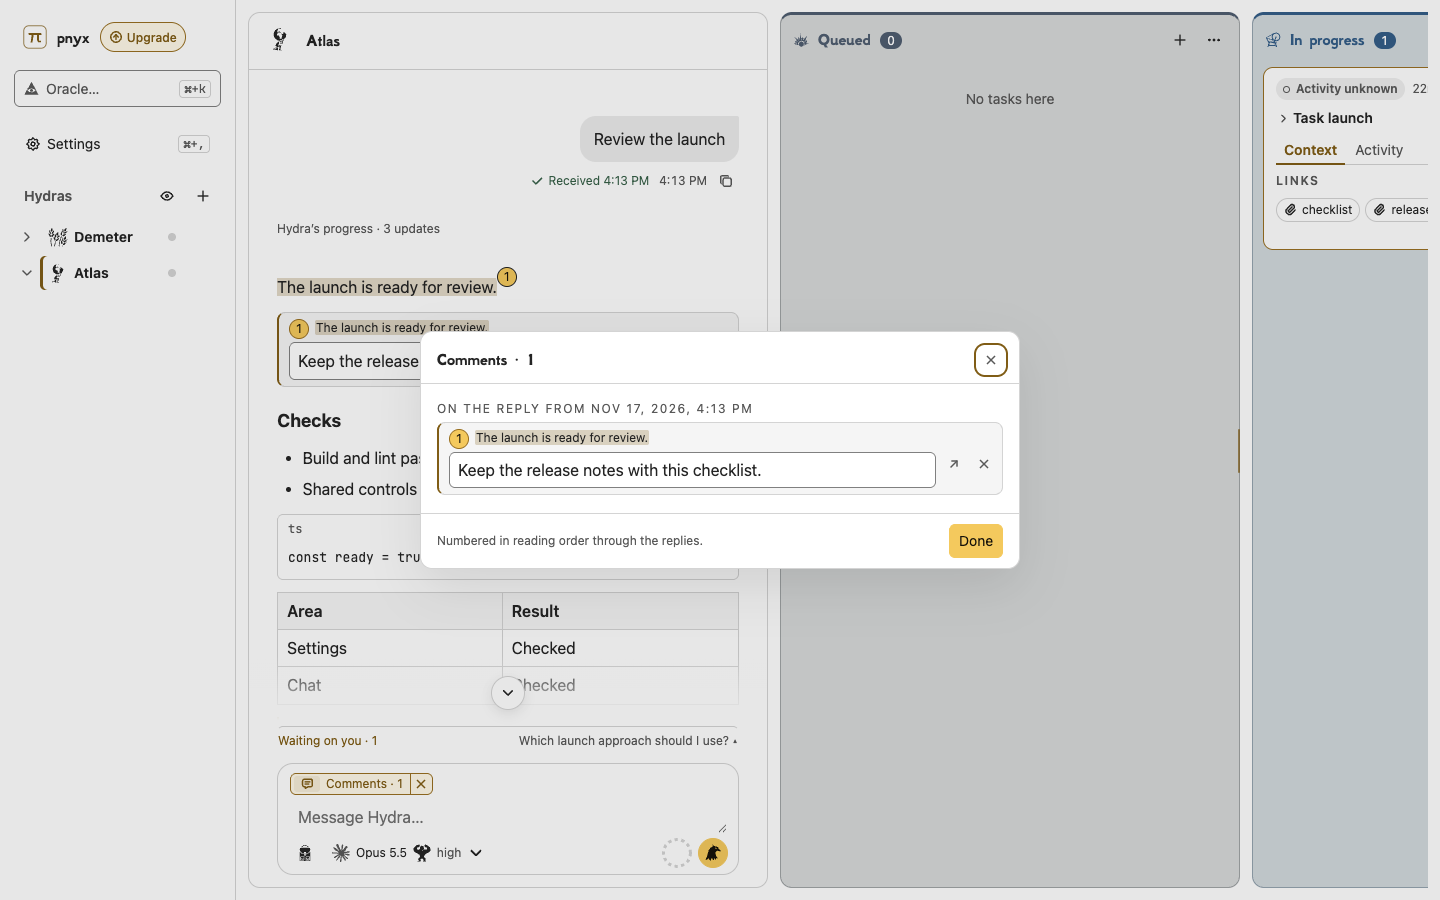 pnyx
Upgrade
Oracle...
⌘+K
Settings
⌘+,
Hydras
Demeter
Atlas
Atlas
Review the launch
Received 4:13 PM 4:13 PM
Hydra's progress · 3 updates
The launch is ready for review. 1
1 The launch is ready for review.
Keep the release
Checks
• Build and lint pas
• Shared controls
ts
const ready = tru
Area Result
Settings Checked
Chat Checked
Waiting on you · 1 Which launch approach should I use?
Comments · 1
Message Hydra...
Opus 5.5 high
Comments · 1
ON THE REPLY FROM NOV 17, 2026, 4:13 PM
1 The launch is ready for review.
Keep the release notes with this checklist.
Numbered in reading order through the replies.
Done
Queued 0
No tasks here
In progress 1
Activity unknown 22
Task launch
Context Activity
LINKS
checklist release